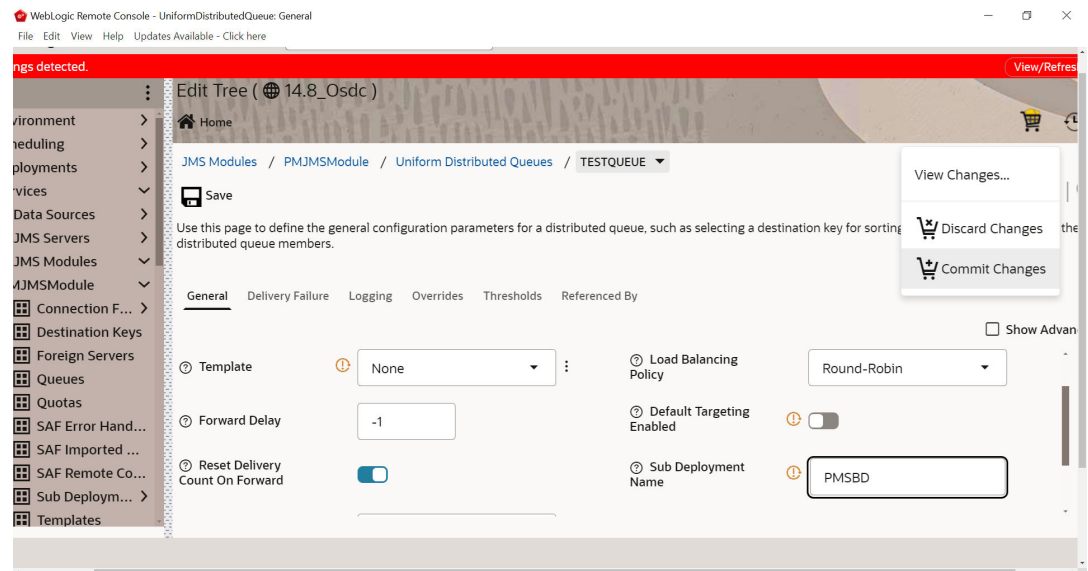 WebLogic Remote Console - UniformDistributedQueue: General
File Edit View Help Updates Available - Click here
ngs detected.
View/Refres
Edit Tree ( 14.8_Osdc )
Home
vironment
heduling
ployments
rvices
Data Sources
JMS Servers
JMS Modules
MJMSModule
Connection F...
Destination Keys
Foreign Servers
Queues
Quotas
SAF Error Hand...
SAF Imported ...
SAF Remote Co...
Sub Deploym...
Templates
JMS Modules / PMJMSModule / Uniform Distributed Queues / TESTQUEUE
Save
Use this page to define the general configuration parameters for a distributed queue, such as selecting a destination key for sorting
the
distributed queue members.
View Changes...
Discard Changes
Commit Changes
General Delivery Failure Logging Overrides Thresholds Referenced By
Show Advan
Template
None
Load Balancing
Policy
Round-Robin
Forward Delay
-1
Default Targeting
Enabled
Reset Delivery
Count On Forward
Sub Deployment
Name
PMSBD